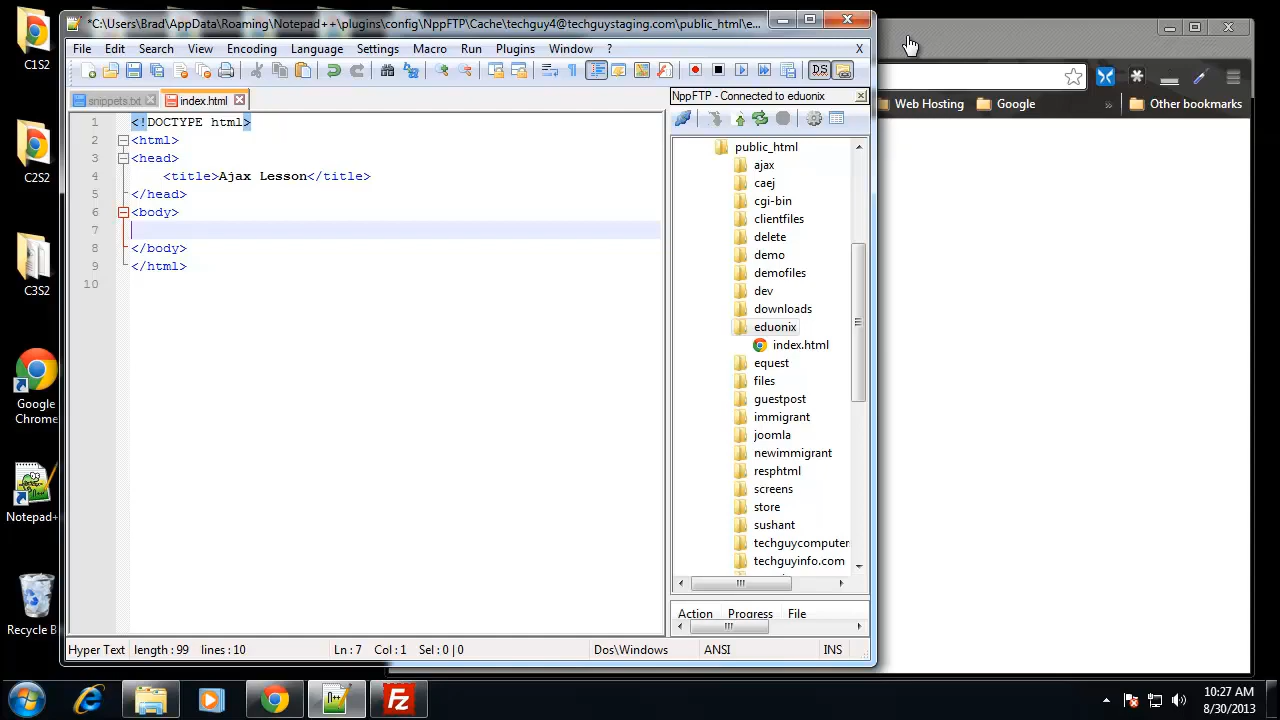 C1S2
C2S2
C3S2
Google Chrome
Notepad+
Recycle B
*C:\Users\Brad\AppData\Roaming\Notepad++\plugins\config\NppFTP\Cache\techguy4@techguystaging.com\public_html\e...
File Edit Search View Encoding Language Settings Macro Run Plugins Window ? X
snippets.txt index.html
1 <!DOCTYPE html>
2 <html>
3 <head>
4 <title>Ajax Lesson</title>
5 </head>
6 <body>
7
8 </body>
9 </html>
10
NppFTP - Connected to eduonix
public_html
ajax
caej
cgi-bin
clientfiles
delete
demo
demofiles
dev
downloads
eduonix
index.html
equest
files
guestpost
immigrant
joomla
newimmigrant
resphtml
screens
store
sushant
techguycomputer
techguyinfo.com
Action Progress File
Hyper Text length : 99 lines : 10 Ln : 7 Col : 1 Sel : 0 | 0 Dos\Windows ANSI INS
Web Hosting Google » Other bookmarks
10:27 AM
8/30/2013